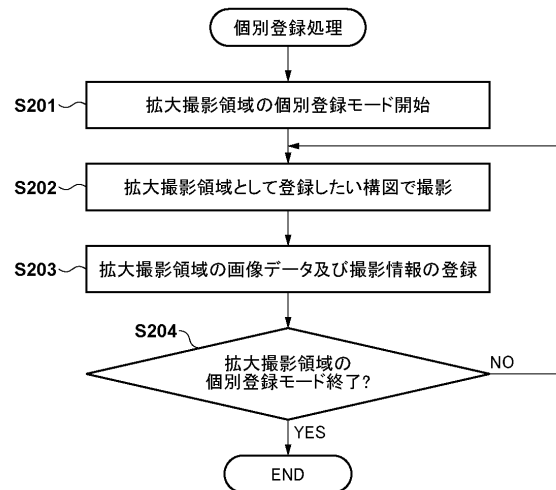 個別登録処理
S201
拡大撮影領域の個別登録モード開始
S202
拡大撮影領域として登録したい構図で撮影
S203
拡大撮影領域の画像データ及び撮影情報の登録
S204
拡大撮影領域の
個別登録モード終了?
NO
YES
END